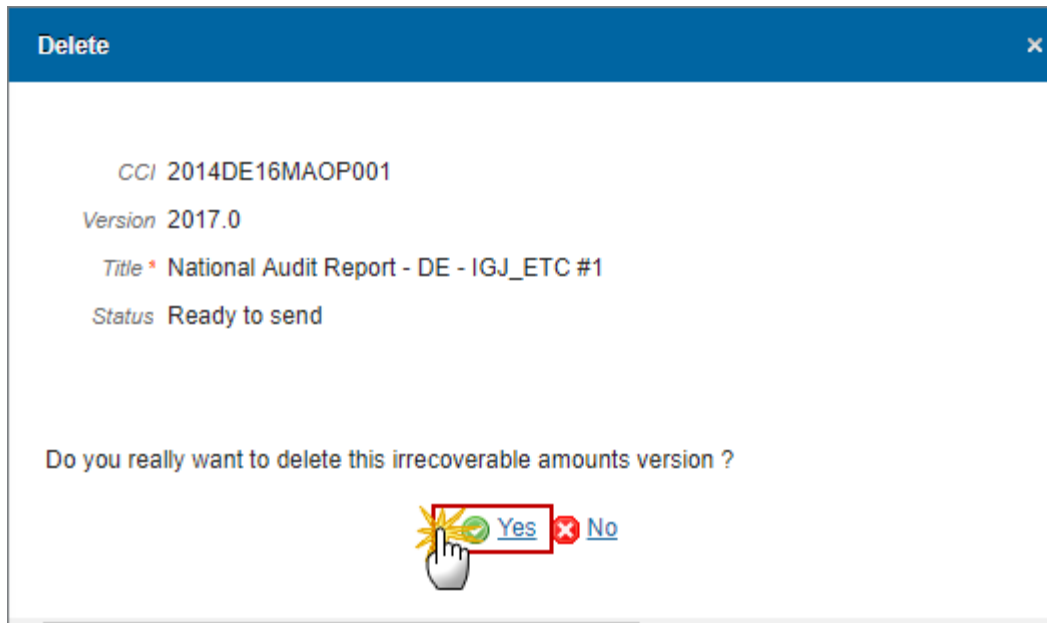 Delete
CCI 2014DE16MAOP001
Version 2017.0
Title * National Audit Report - DE - IGJ_ETC #1
Status Ready to send
Do you really want to delete this irrecoverable amounts version ?
Yes No